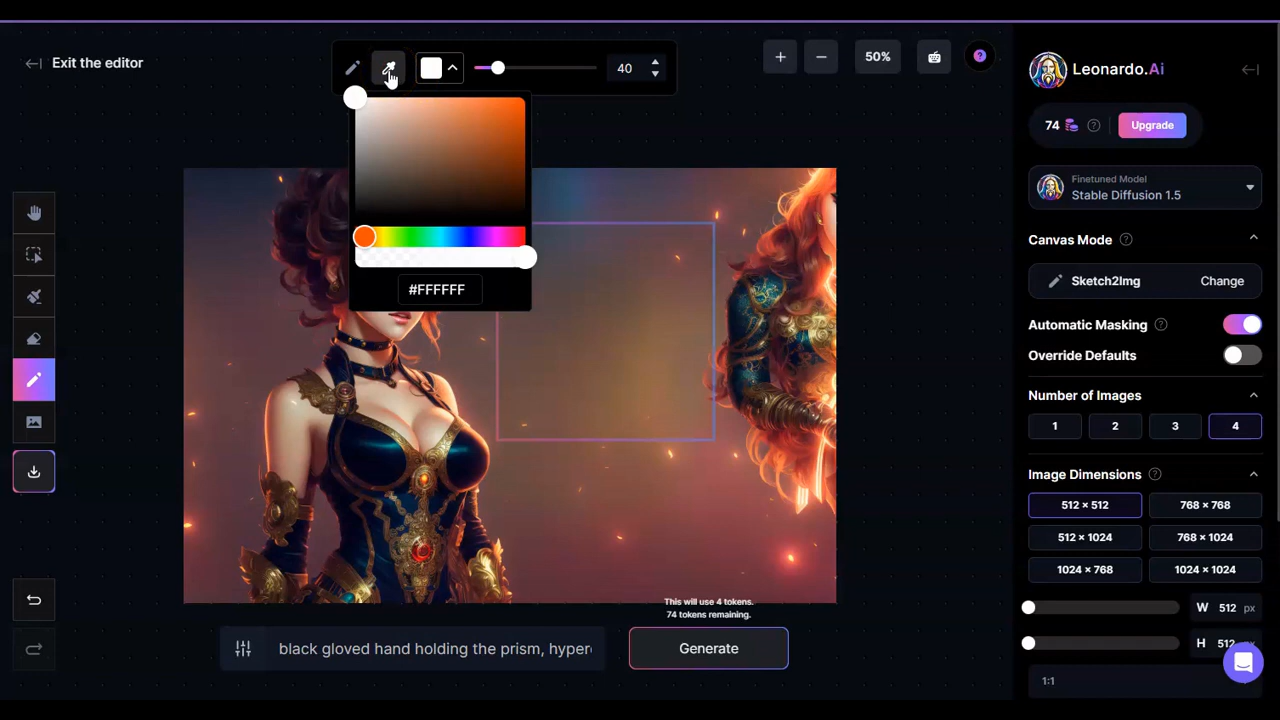 Exit the editor
40
50%
#FFFFFF
This will use 4 tokens.
74 tokens remaining.
black gloved hand holding the prism, hyper
Generate
Leonardo.Ai
74
Upgrade
Finetuned Model
Stable Diffusion 1.5
Canvas Mode
Sketch2Img
Change
Automatic Masking
Override Defaults
Number of Images
1 2 3 4
Image Dimensions
512 × 512 768 × 768
512 × 1024 768 × 1024
1024 × 768 1024 × 1024
W 512 px
H 512
1:1